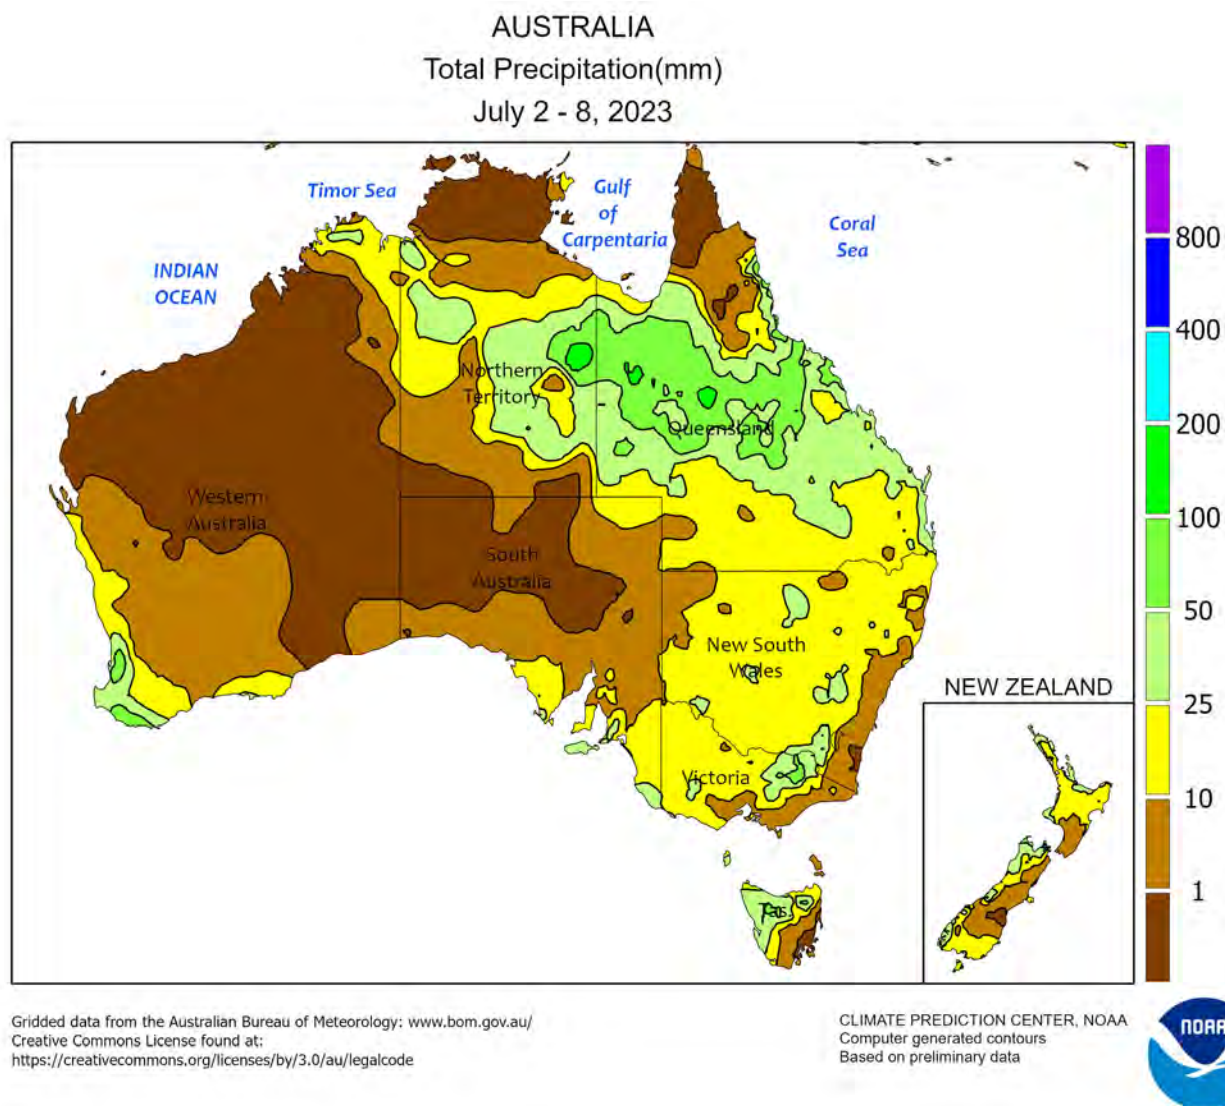 AUSTRALIA
Total Precipitation(mm)
July 2 - 8, 2023
Timor Sea
Gulf
of
Carpentaria
Coral
Sea
INDIAN
OCEAN
Northern
Territory
Queensland
Western
Australia
South
Australia
New South
Wales
Victoria
Tas.
NEW ZEALAND
800
400
200
100
50
25
10
1
Gridded data from the Australian Bureau of Meteorology: www.bom.gov.au/
Creative Commons License found at:
https://creativecommons.org/licenses/by/3.0/au/legalcode
CLIMATE PREDICTION CENTER, NOAA
Computer generated contours
Based on preliminary data
NOAA